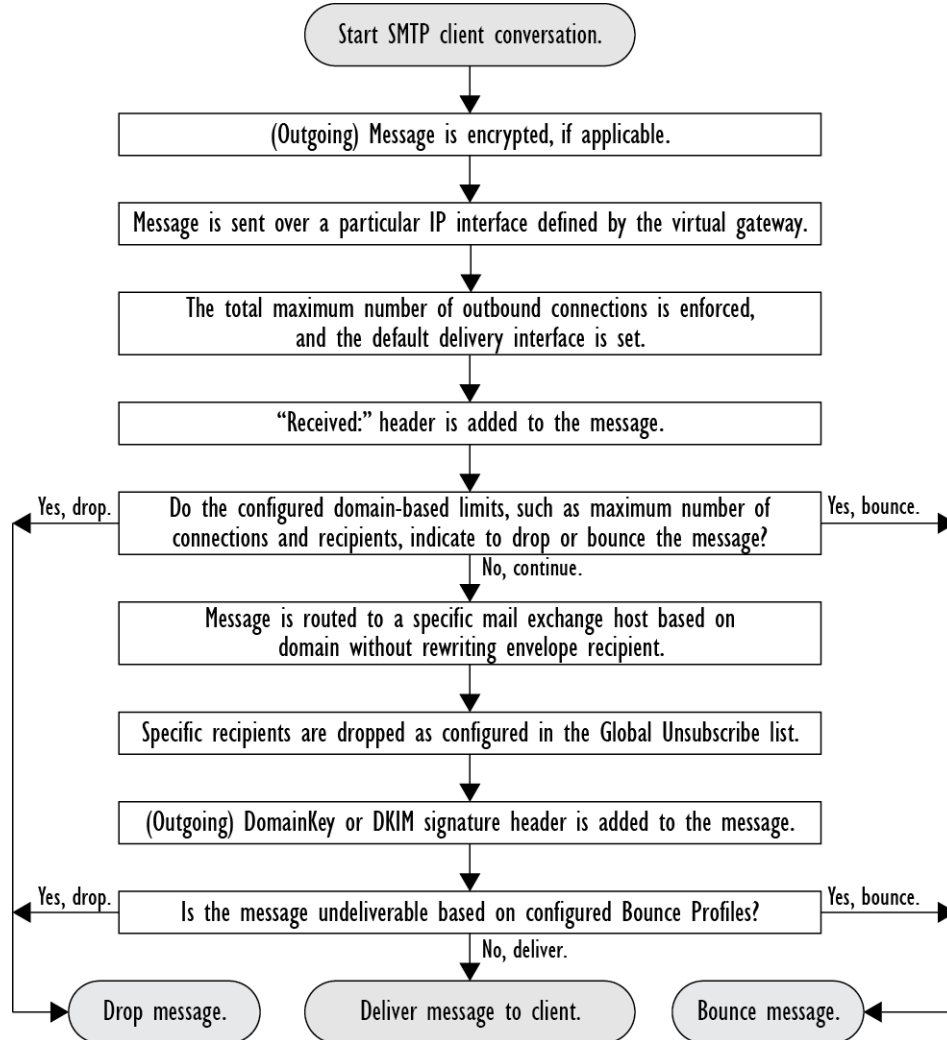 Start SMTP client conversation.
(Outgoing) Message is encrypted, if applicable.
Message is sent over a particular IP interface defined by the virtual gateway.
The total maximum number of outbound connections is enforced,
and the default delivery interface is set.
“Received:” header is added to the message.
Yes, drop.
Do the configured domain-based limits, such as maximum number of
connections and recipients, indicate to drop or bounce the message?
Yes, bounce.
No, continue.
Message is routed to a specific mail exchange host based on
domain without rewriting envelope recipient.
Specific recipients are dropped as configured in the Global Unsubscribe list.
(Outgoing) DomainKey or DKIM signature header is added to the message.
Yes, drop.
Is the message undeliverable based on configured Bounce Profiles?
Yes, bounce.
No, deliver.
Drop message.
Deliver message to client.
Bounce message.